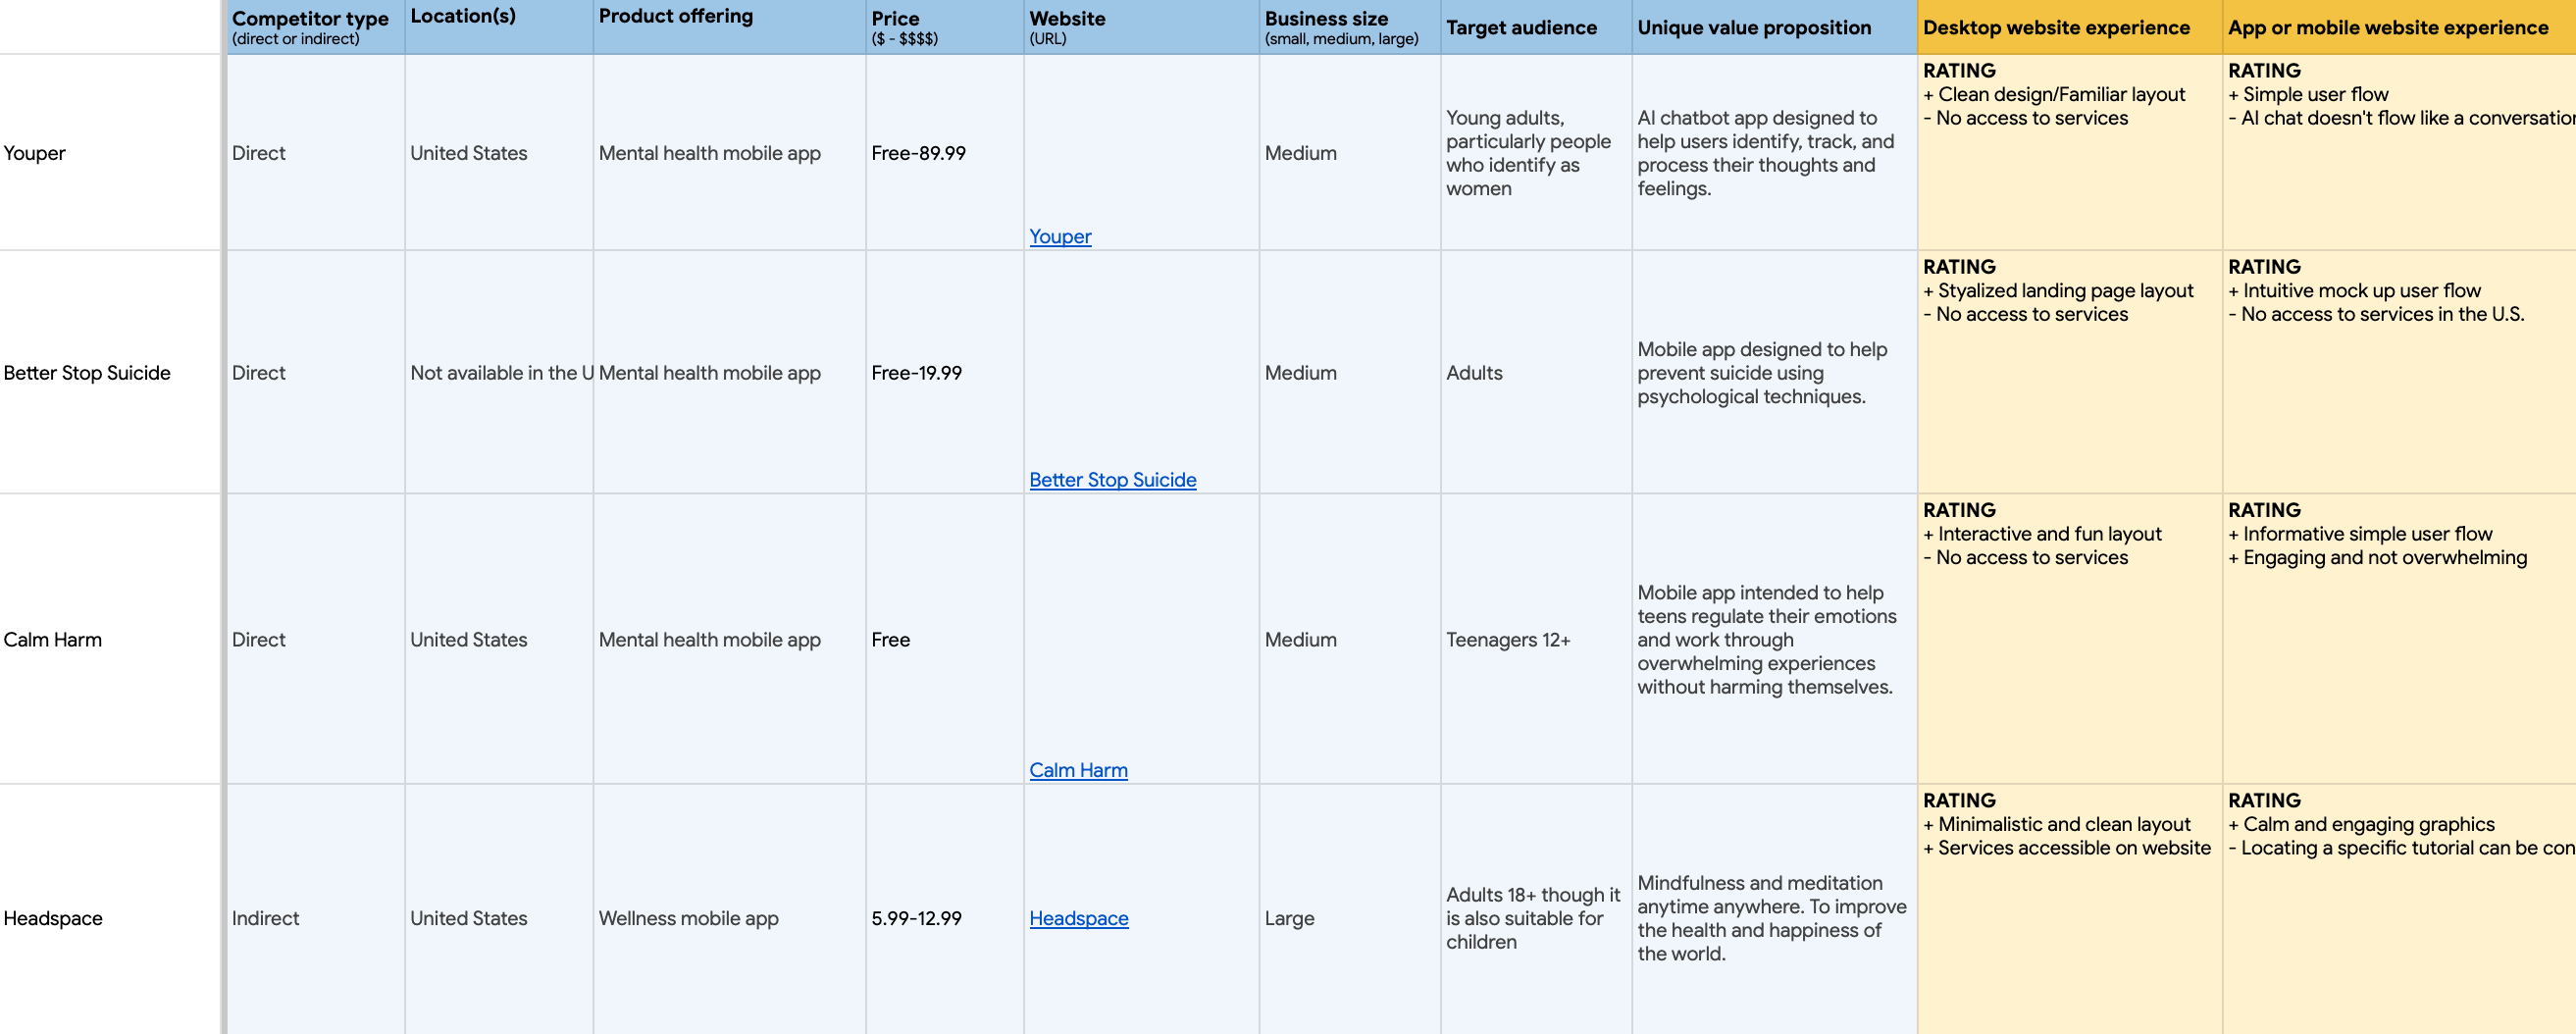 Competitor type
(direct or indirect)
Location(s)
Product offering
Price
($ - $$$$)
Website
(URL)
Business size
(small, medium, large)
Target audience
Unique value proposition
Desktop website experience
App or mobile website experience
Youper
Direct
United States
Mental health mobile app
Free-89.99
Youper
Medium
Young adults,
particularly people
who identify as
women
AI chatbot app designed to
help users identify, track, and
process their thoughts and
feelings.
RATING
+ Clean design/Familiar layout
- No access to services
RATING
+ Simple user flow
- AI chat doesn't flow like a conversation
Better Stop Suicide
Direct
Not available in the U
Mental health mobile app
Free-19.99
Better Stop Suicide
Medium
Adults
Mobile app designed to help
prevent suicide using
psychological techniques.
RATING
+ Styalized landing page layout
- No access to services
RATING
+ Intuitive mock up user flow
- No access to services in the U.S.
Calm Harm
Direct
United States
Mental health mobile app
Free
Calm Harm
Medium
Teenagers 12+
Mobile app intended to help
teens regulate their emotions
and work through
overwhelming experiences
without harming themselves.
RATING
+ Interactive and fun layout
- No access to services
RATING
+ Informative simple user flow
+ Engaging and not overwhelming
Headspace
Indirect
United States
Wellness mobile app
5.99-12.99
Headspace
Large
Adults 18+ though it
is also suitable for
children
Mindfulness and meditation
anytime anywhere. To improve
the health and happiness of
the world.
RATING
+ Minimalistic and clean layout
+ Services accessible on website
RATING
+ Calm and engaging graphics
- Locating a specific tutorial can be con